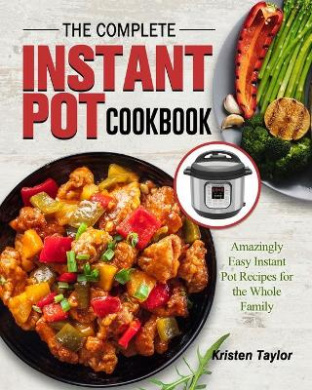 THE COMPLETE
INSTANT
POT COOKBOOK
Amazingly
Easy Instant
Pot Recipes for
the Whole
Family
Kristen Taylor